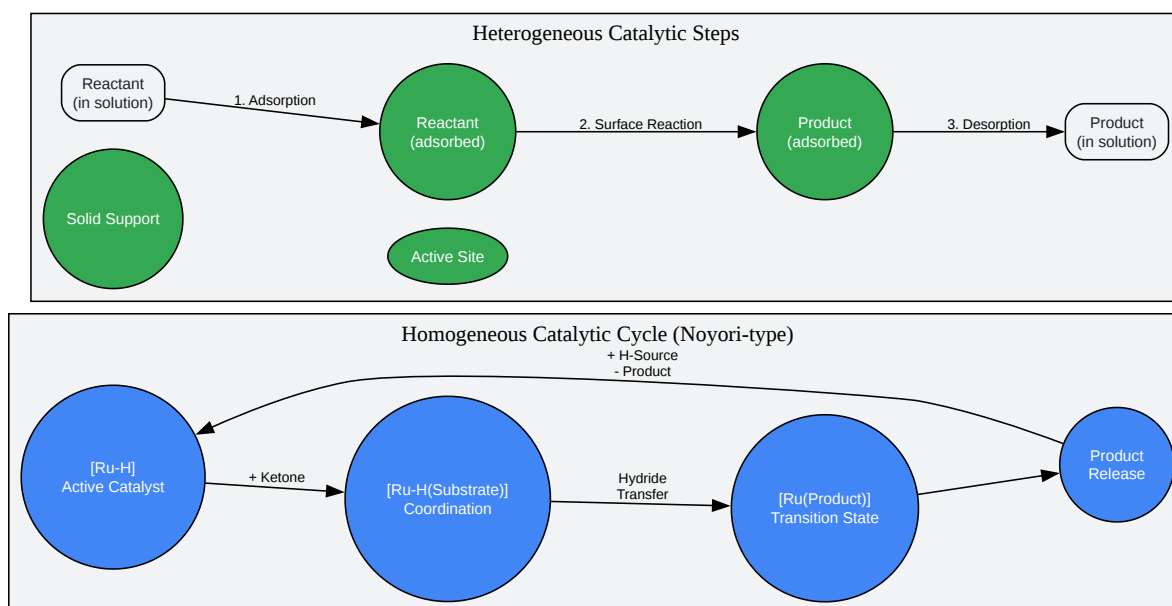 Heterogeneous Catalytic Steps
Reactant
(in solution)
1. Adsorption
Reactant
(adsorbed)
2. Surface Reaction
Product
(adsorbed)
3. Desorption
Product
(in solution)
Solid Support
Active Site
Homogeneous Catalytic Cycle (Noyori-type)
+ H-Source
- Product
[Ru-H]
Active Catalyst
+ Ketone
[Ru-H(Substrate)]
Coordination
Hydride
Transfer
[Ru(Product)]
Transition State
Product
Release